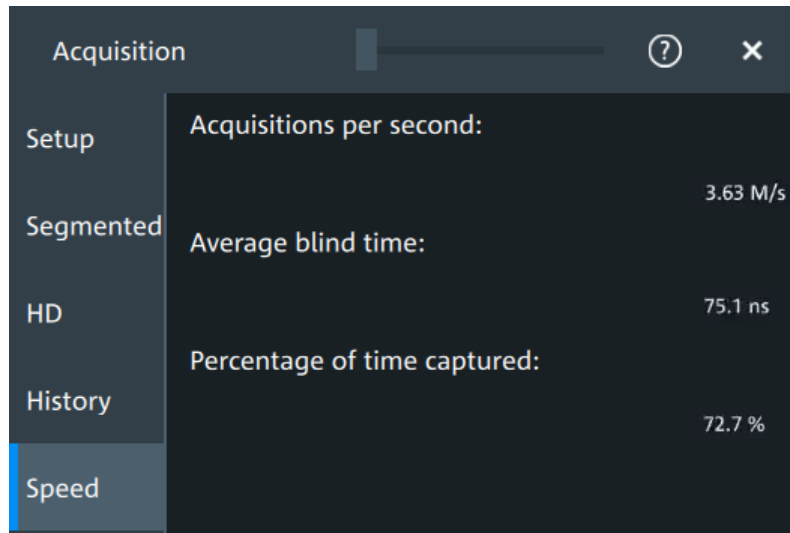 Acquisition
?
Setup
Segmented
HD
History
Speed
Acquisitions per second:
3.63 M/s
Average blind time:
75.1 ns
Percentage of time captured:
72.7 %